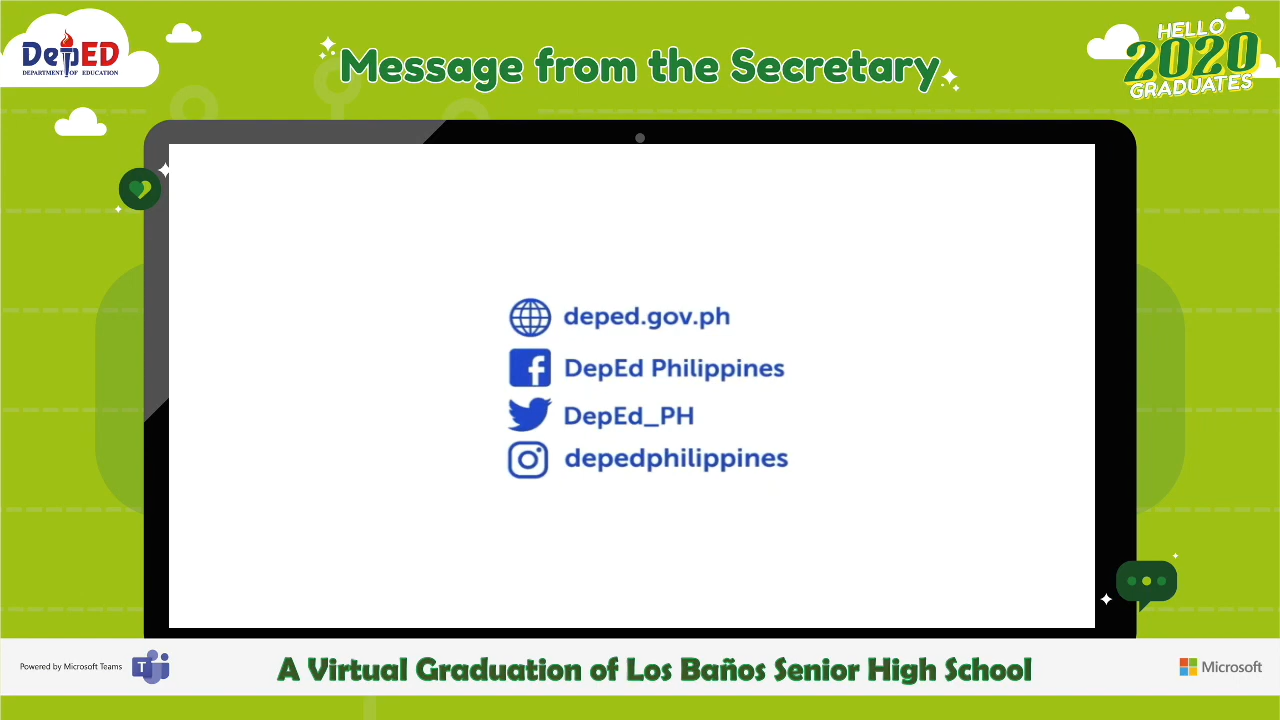 DepED
DEPARTMENT OF EDUCATION
Message from the Secretary
HELLO
2020
GRADUATES
deped.gov.ph
DepEd Philippines
DepEd_PH
depedphilippines
Powered by Microsoft Teams
T
A Virtual Graduation of Los Baños Senior High School
Microsoft